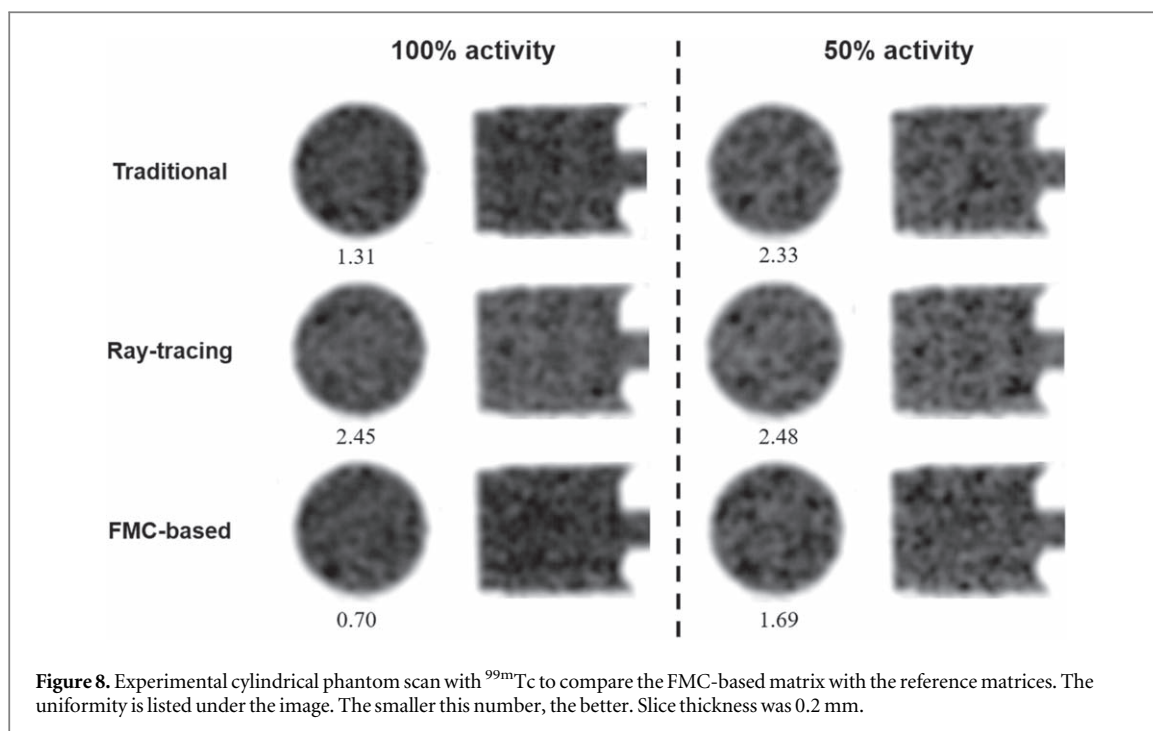 100% activity 50% activity
Traditional
1.31 2.33
Ray-tracing
2.45 2.48
FMC-based
0.70 1.69
Figure 8. Experimental cylindrical phantom scan with ⁹⁹ᵐTc to compare the FMC-based matrix with the reference matrices. The
uniformity is listed under the image. The smaller this number, the better. Slice thickness was 0.2 mm.